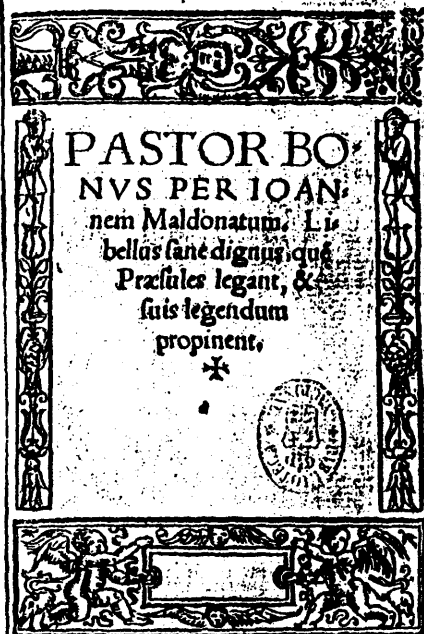 PASTOR BO-
NVS PER IOAN-
nem Maldonatum. Li-
bellus sane dignus, quē
Præsules legant, &
suis legendum
propinent.